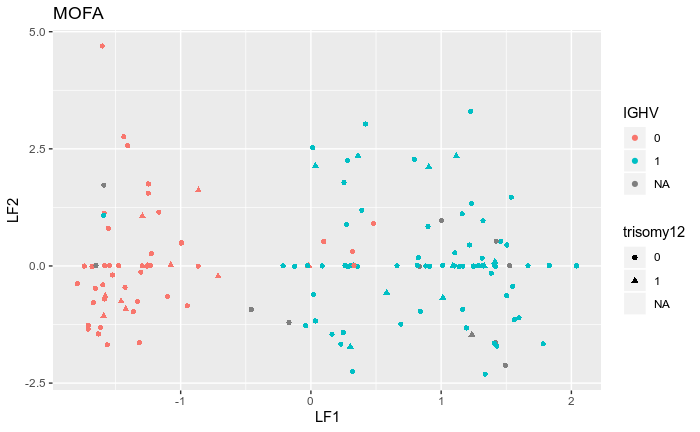 MOFA
5.0
2.5
0.0
-2.5
LF2
-1
0
1
2
LF1
IGHV
0
1
NA
trisomy12
0
1
NA